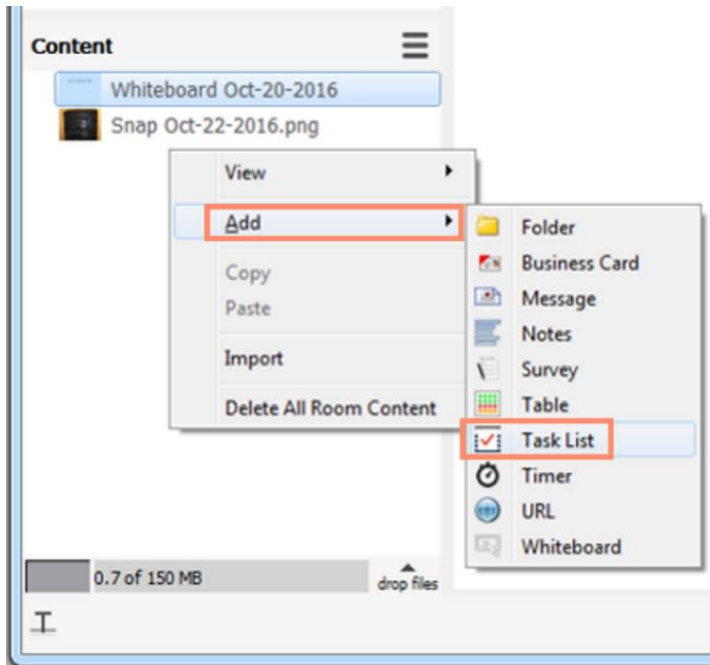 Content
Whiteboard Oct-20-2016
Snap Oct-22-2016.png
View
Add
Copy
Paste
Import
Delete All Room Content
Folder
Business Card
Message
Notes
Survey
Table
Task List
Timer
URL
Whiteboard
0.7 of 150 MB
drop files